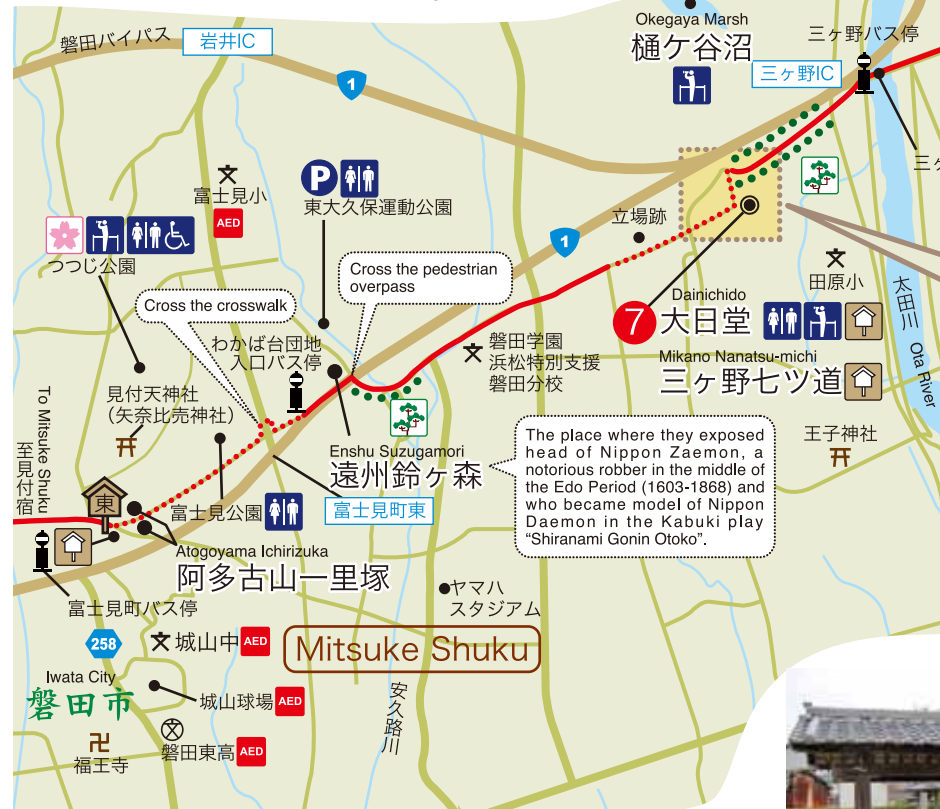 Okegaya Marsh
樋ケ谷沼
三ヶ野バス停
磐田バイパス
岩井IC
三ヶ野IC
1
三ヶ
富士見小
AED
P
東大久保運動公園
立場跡
1
つつじ公園
Cross the crosswalk
Cross the pedestrian
overpass
田原小
太田川
Ota River
Dainichido
7 大日堂
わかば台団地
入口バス停
磐田学園
浜松特別支援
磐田分校
Mikano Nanatsu-michi
三ヶ野七ツ道
見付天神社
(矢奈比売神社)
To Mitsuke Shuku
至見付宿
東
Enshu Suzugamori
遠州鈴ヶ森
The place where they exposed
head of Nippon Zaemon, a
notorious robber in the middle of
the Edo Period (1603-1868) and
who became model of Nippon
Daemon in the Kabuki play
“Shiranami Gonin Otoko”.
王子神社
富士見公園
富士見町東
Atogoyama Ichirizuka
阿多古山一里塚
富士見町バス停
ヤマハ
スタジアム
258
文城山中 AED
Mitsuke Shuku
Iwata City
磐田市
城山球場 AED
安久路川
福王寺
磐田東高 AED